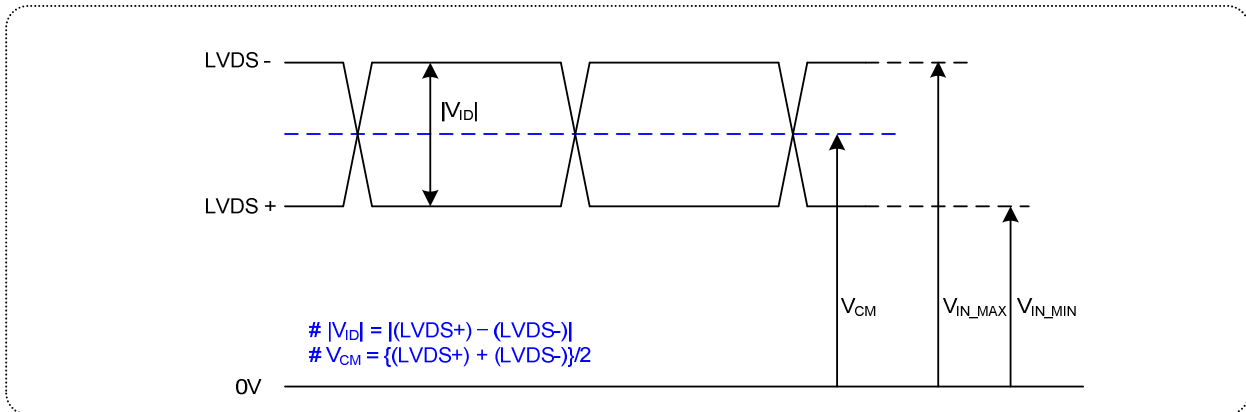 LVDS -
|VID|
LVDS +
VCM
VIN_MAX
VIN_MIN
# |VID| = |(LVDS+) – (LVDS-)|
# VCM = {(LVDS+) + (LVDS-)}/2
0V